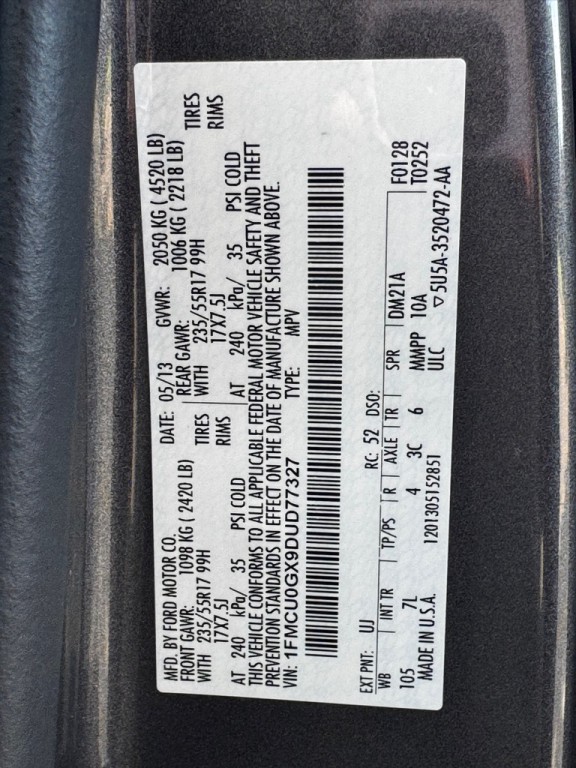 MFD. BY FORD MOTOR CO.
DATE: 05/13 GVWR: 2050 KG ( 4520 LB)
FRONT GAWR: 1098 KG ( 2420 LB) REAR GAWR: 1006 KG ( 2218 LB)
WITH 235/55R17 99H TIRES WITH 235/55R17 99H TIRES
17X7.5J RIMS 17X7.5J RIMS
AT 240 kPa/ 35 PSI COLD AT 240 kPa/ 35 PSI COLD
THIS VEHICLE CONFORMS TO ALL APPLICABLE FEDERAL MOTOR VEHICLE SAFETY AND THEFT
PREVENTION STANDARDS IN EFFECT ON THE DATE OF MANUFACTURE SHOWN ABOVE.
VIN: 1FMCU0GX9DUD77327 TYPE: MPV
EXT PNT: UJ RC: 52 DSO: F0128
WB INT TR TP/PS R AXLE TR SPR DM21A T0252
105 7L 4 3C 6 MMPP 10A
MADE IN U.S.A. 1201305152851 ULC ▽5U5A-3520472-AA